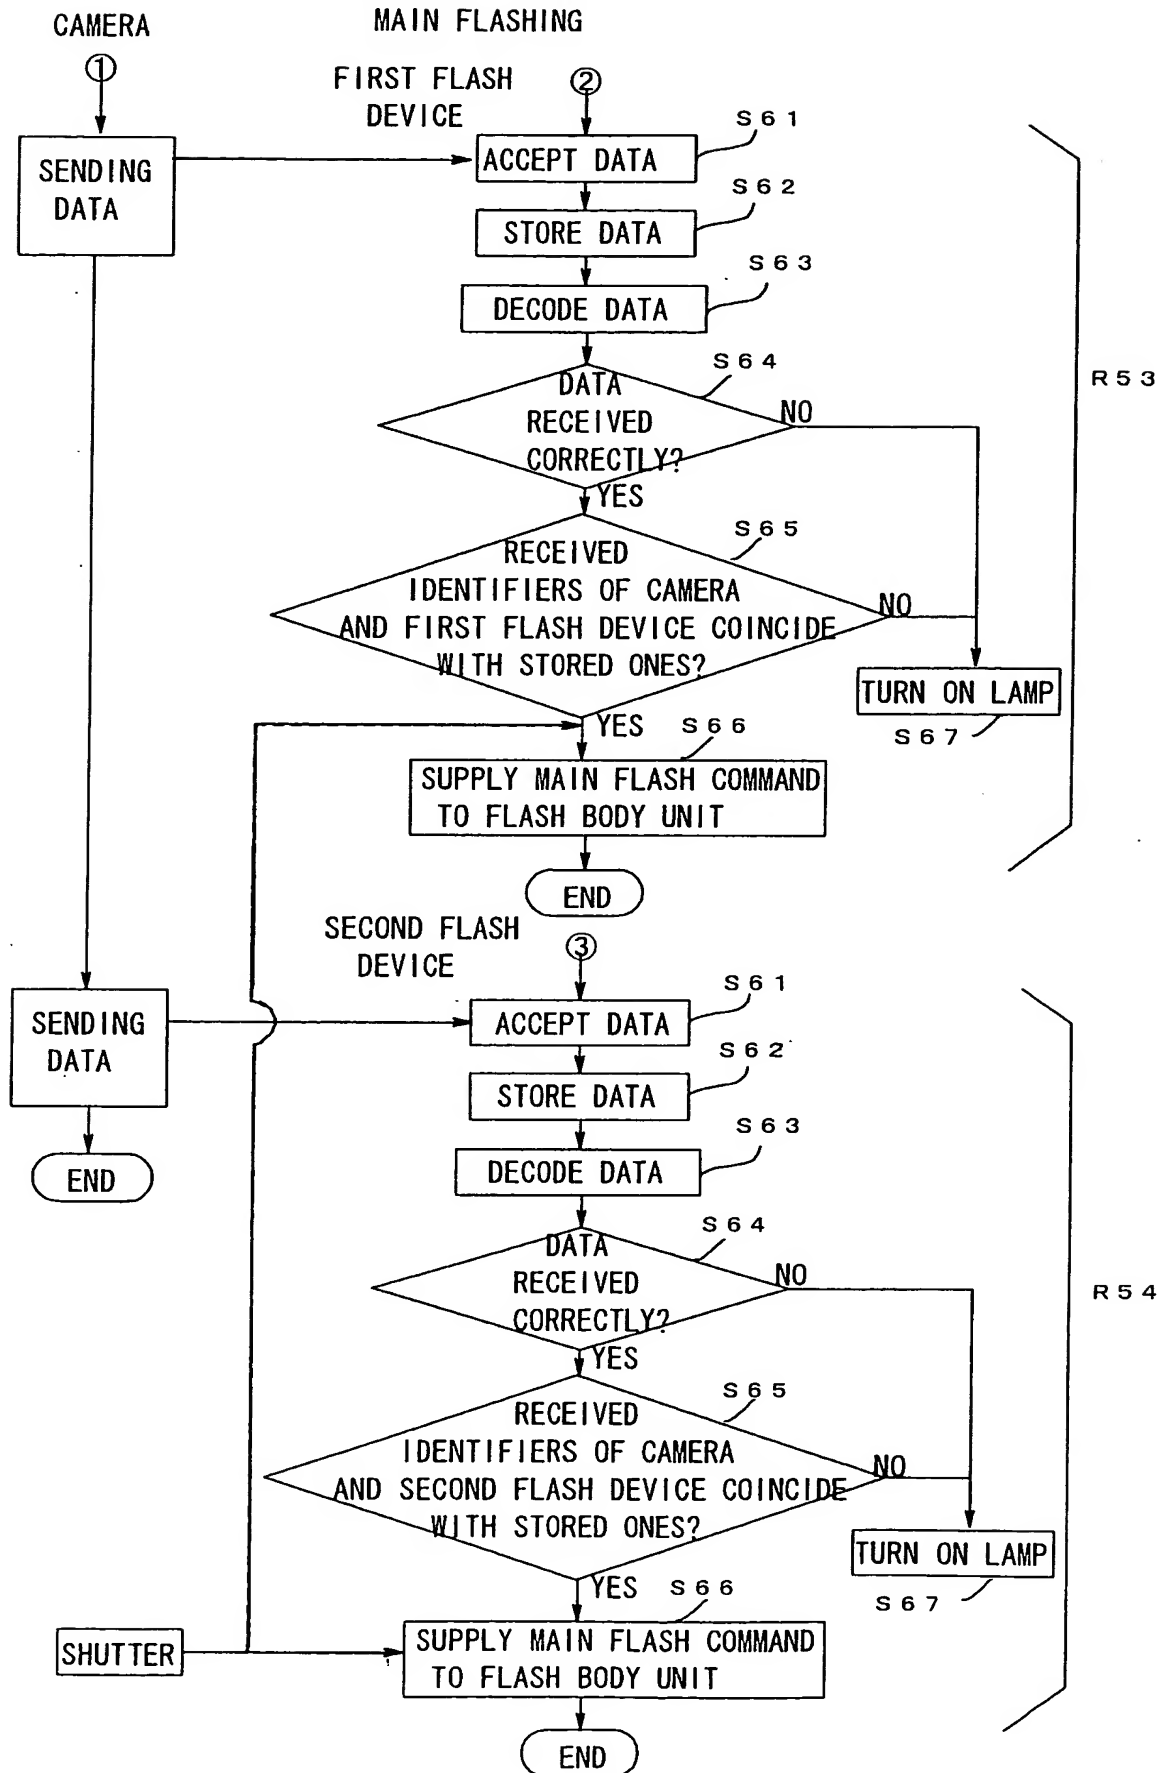 CAMERA
①
MAIN FLASHING
FIRST FLASH
DEVICE
②
SENDING
DATA
ACCEPT DATA
S61
STORE DATA
S62
DECODE DATA
S63
DATA
RECEIVED
CORRECTLY?
S64
NO
YES
RECEIVED
IDENTIFIERS OF CAMERA
AND FIRST FLASH DEVICE COINCIDE
WITH STORED ONES?
S65
NO
TURN ON LAMP
S67
YES
S66
SUPPLY MAIN FLASH COMMAND
TO FLASH BODY UNIT
END
R53
SECOND FLASH
DEVICE
③
SENDING
DATA
END
ACCEPT DATA
S61
STORE DATA
S62
DECODE DATA
S63
DATA
RECEIVED
CORRECTLY?
S64
NO
YES
RECEIVED
IDENTIFIERS OF CAMERA
AND SECOND FLASH DEVICE COINCIDE
WITH STORED ONES?
S65
NO
TURN ON LAMP
S67
YES
S66
SHUTTER
SUPPLY MAIN FLASH COMMAND
TO FLASH BODY UNIT
END
R54